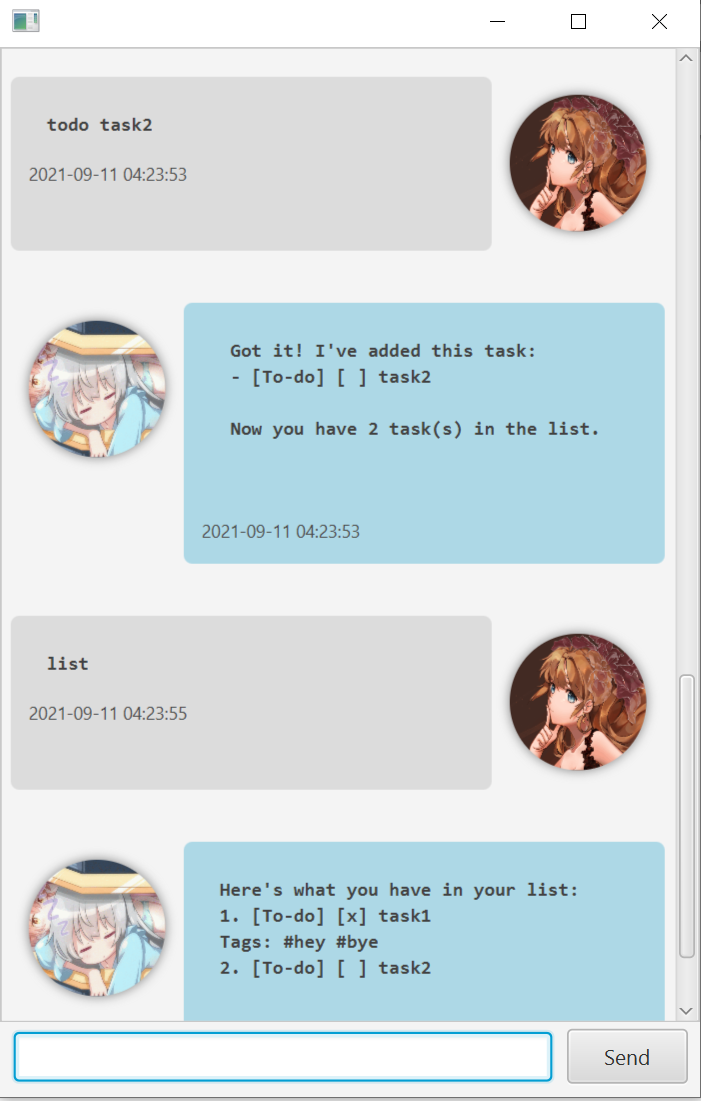 todo task2
2021-09-11 04:23:53
Got it! I've added this task:
- [To-do] [ ] task2
Now you have 2 task(s) in the list.
2021-09-11 04:23:53
list
2021-09-11 04:23:55
Here's what you have in your list:
1. [To-do] [x] task1
Tags: #hey #bye
2. [To-do] [ ] task2
Send